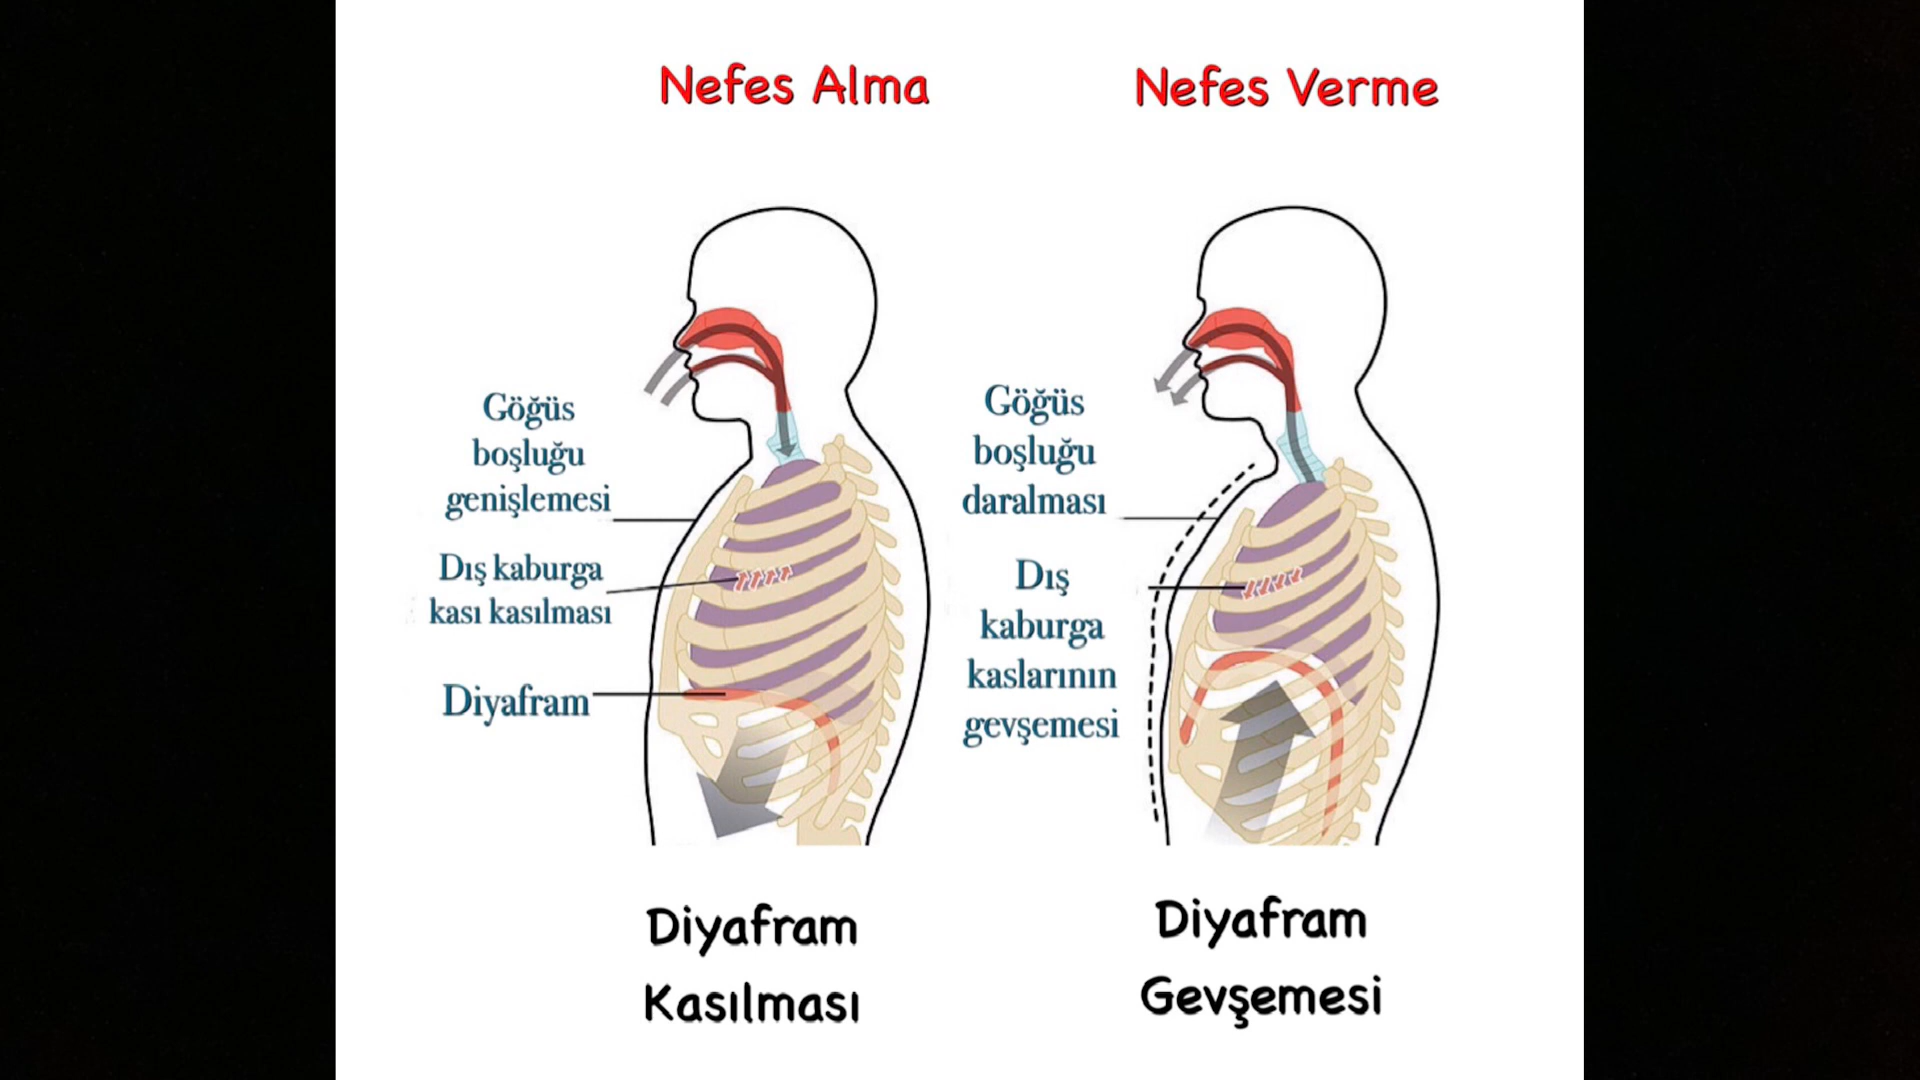 Nefes Alma
Göğüs
boşluğu
genişlemesi
Dış kaburga
kası kasılması
Diyafram
Diyafram
Kasılması
Nefes Verme
Göğüs
boşluğu
daralması
Dış
kaburga
kaslarının
gevşemesi
Diyafram
Gevşemesi